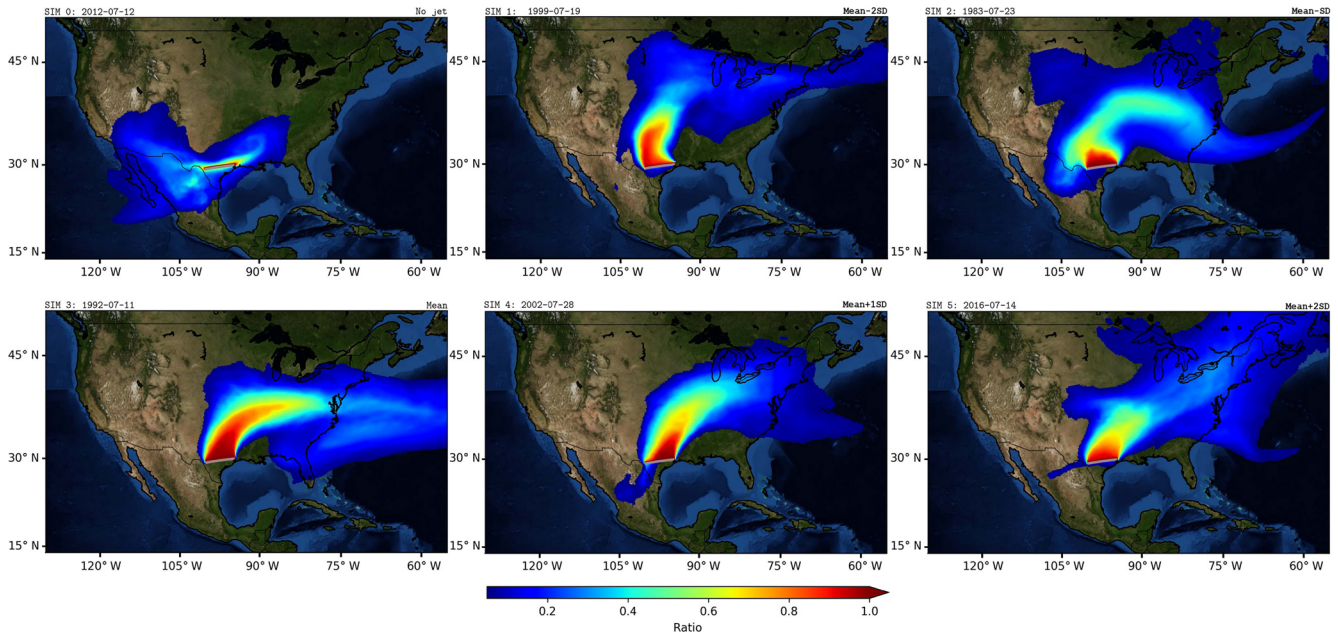 SIM 0: 2012-07-12 No jet
SIM 1: 1999-07-19 Mean-2SD
SIM 2: 1983-07-23 Mean-SD
45° N
30° N
15° N
45° N
30° N
15° N
45° N
30° N
15° N
120° W 105° W 90° W 75° W 60° W
120° W 105° W 90° W 75° W 60° W
120° W 105° W 90° W 75° W 60° W
SIM 3: 1992-07-11 Mean
SIM 4: 2002-07-28 Mean+1SD
SIM 5: 2016-07-14 Mean+2SD
45° N
30° N
15° N
45° N
30° N
15° N
45° N
30° N
15° N
120° W 105° W 90° W 75° W 60° W
120° W 105° W 90° W 75° W 60° W
120° W 105° W 90° W 75° W 60° W
0.2 0.4 0.6 0.8 1.0
Ratio